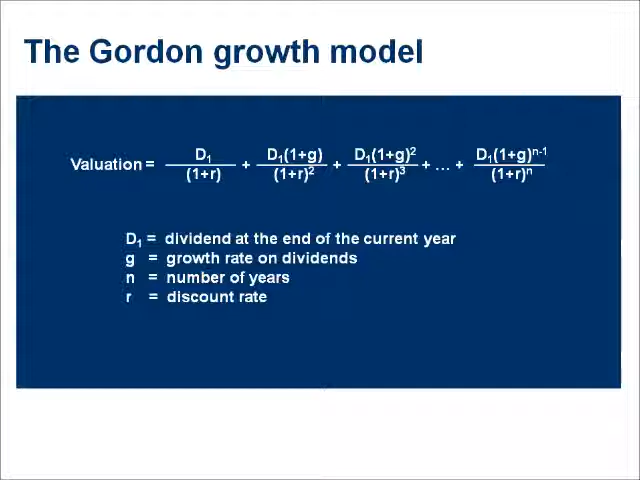 The Gordon growth model
Valuation = D₁/(1+r) + D₁(1+g)/(1+r)² + D₁(1+g)²/(1+r)³ + … + D₁(1+g)ⁿ⁻¹/(1+r)ⁿ
D₁ = dividend at the end of the current year
g = growth rate on dividends
n = number of years
r = discount rate